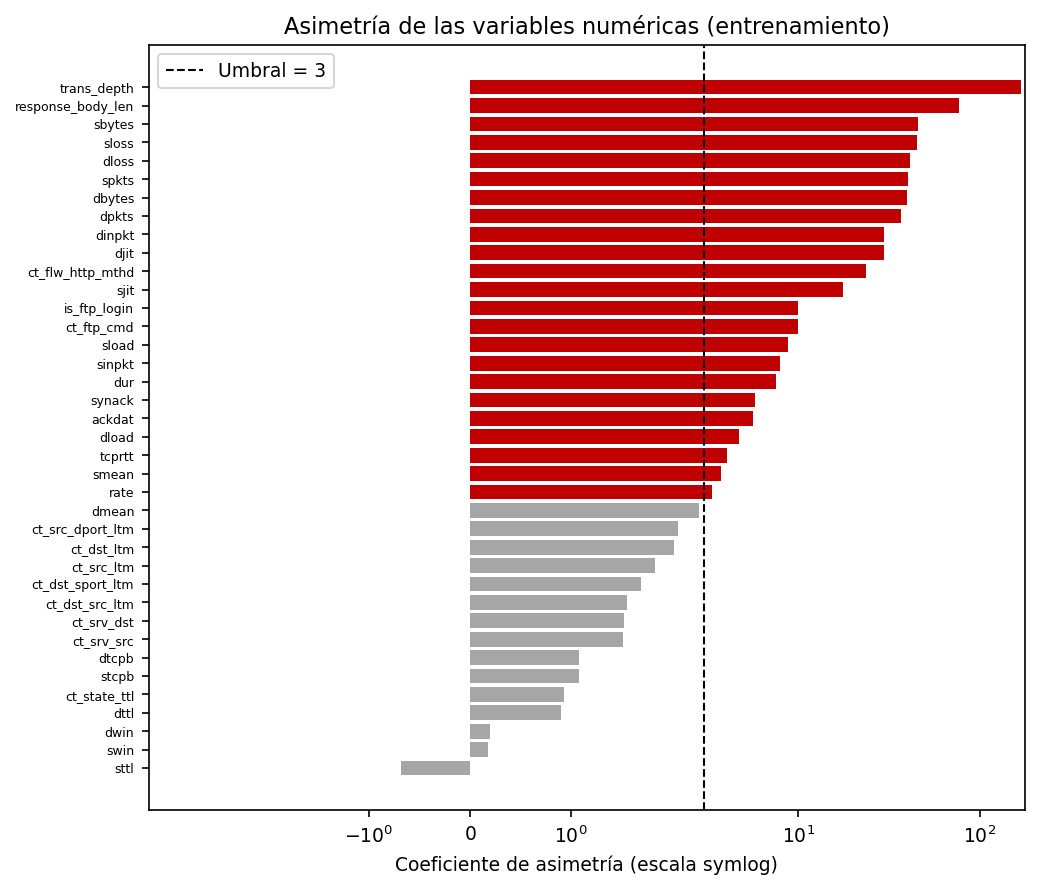 Asimetría de las variables numéricas (entrenamiento)
Umbral = 3
trans_depth
response_body_len
sbytes
sloss
dloss
spkts
dbytes
dpkts
dinpkt
djit
ct_flw_http_mthd
sjit
is_ftp_login
ct_ftp_cmd
sload
sinpkt
dur
synack
ackdat
dload
tcprtt
smean
rate
dmean
ct_src_dport_ltm
ct_dst_ltm
ct_src_ltm
ct_dst_sport_ltm
ct_dst_src_ltm
ct_srv_dst
ct_srv_src
dtcpb
stcpb
ct_state_ttl
dttl
dwin
swin
sttl
−10⁰ 0 10⁰ 10¹ 10²
Coeficiente de asimetría (escala symlog)